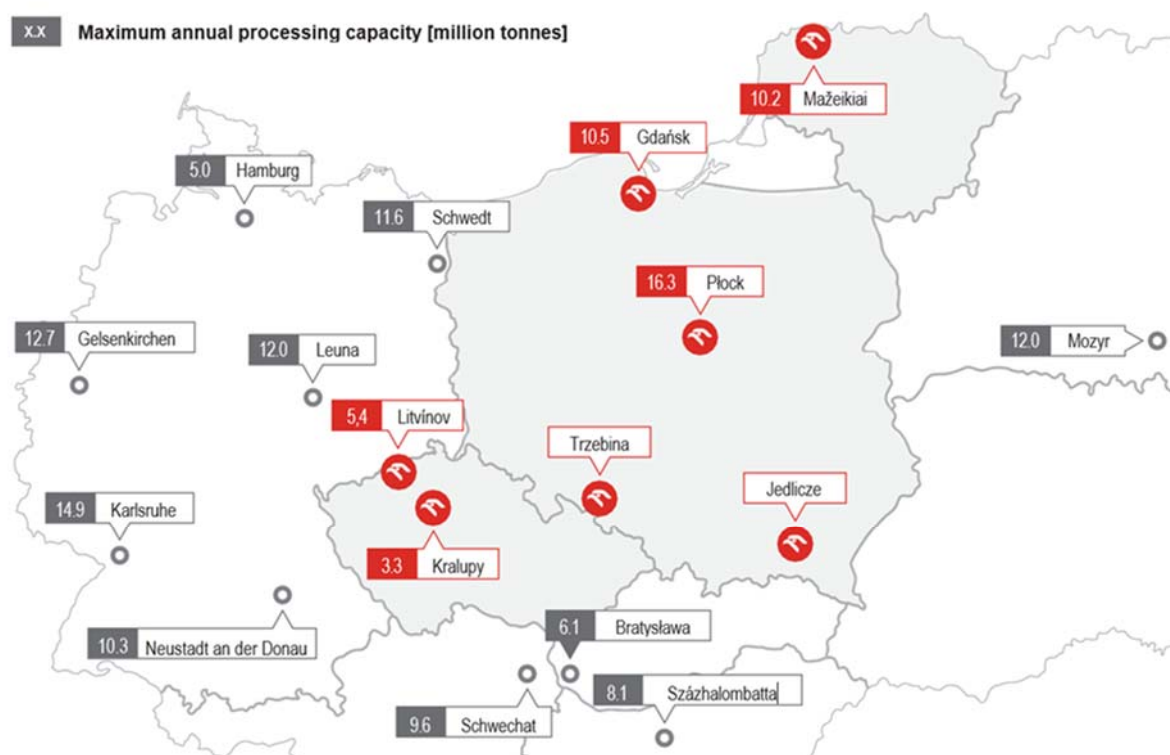 X.X Maximum annual processing capacity [million tonnes]
10.2 Mažeikiai
10.5 Gdańsk
5.0 Hamburg
11.6 Schwedt
16.3 Płock
12.7 Gelsenkirchen
12.0 Leuna
12.0 Mozyr
5,4 Litvínov
Trzebina
Jedlicze
14.9 Karlsruhe
3.3 Kralupy
10.3 Neustadt an der Donau
6.1 Bratysława
8.1 Százhalombatta
9.6 Schwechat